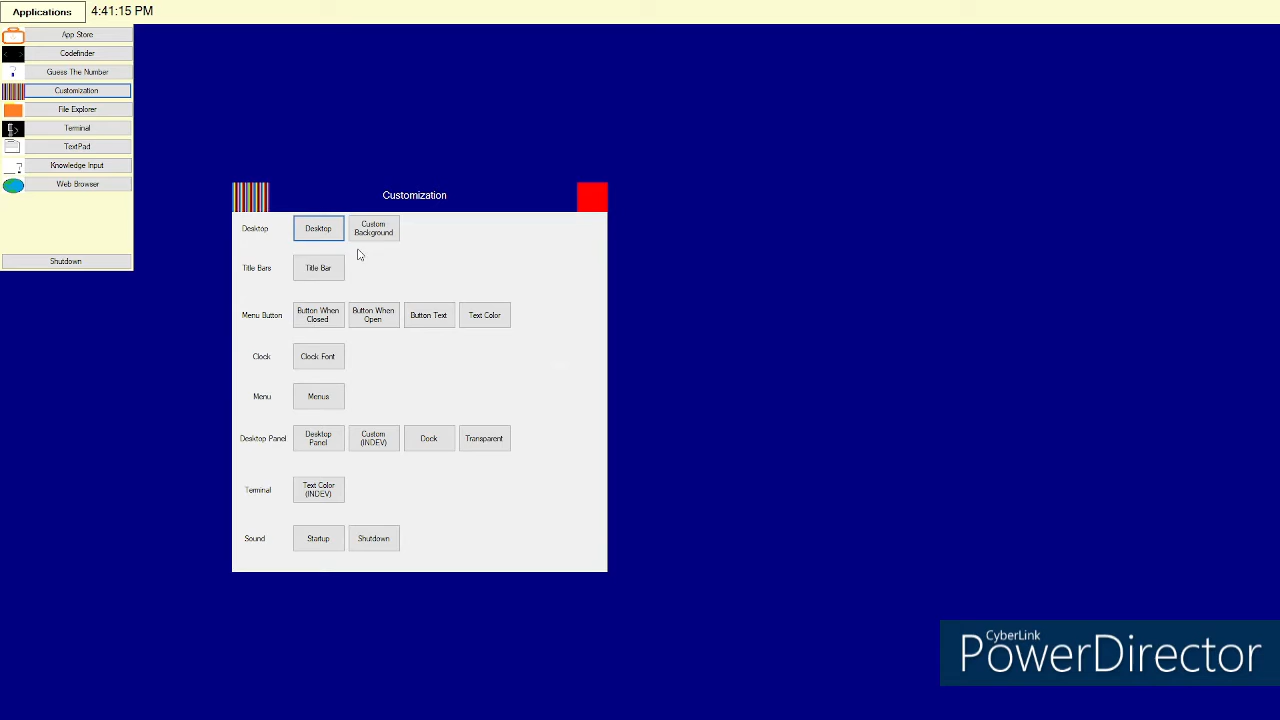 Applications 4:41:15 PM
App Store
Codefinder
Guess The Number
Customization
File Explorer
Terminal
TextPad
Knowledge Input
Web Browser
Shutdown
Customization
Desktop
Desktop
Custom
Background
Title Bars
Title Bar
Menu Button
Button When
Closed
Button When
Open
Button Text
Text Color
Clock
Clock Font
Menu
Menus
Desktop Panel
Desktop
Panel
Custom
(INDEV)
Dock
Transparent
Terminal
Text Color
(INDEV)
Sound
Startup
Shutdown
CyberLink
PowerDirector